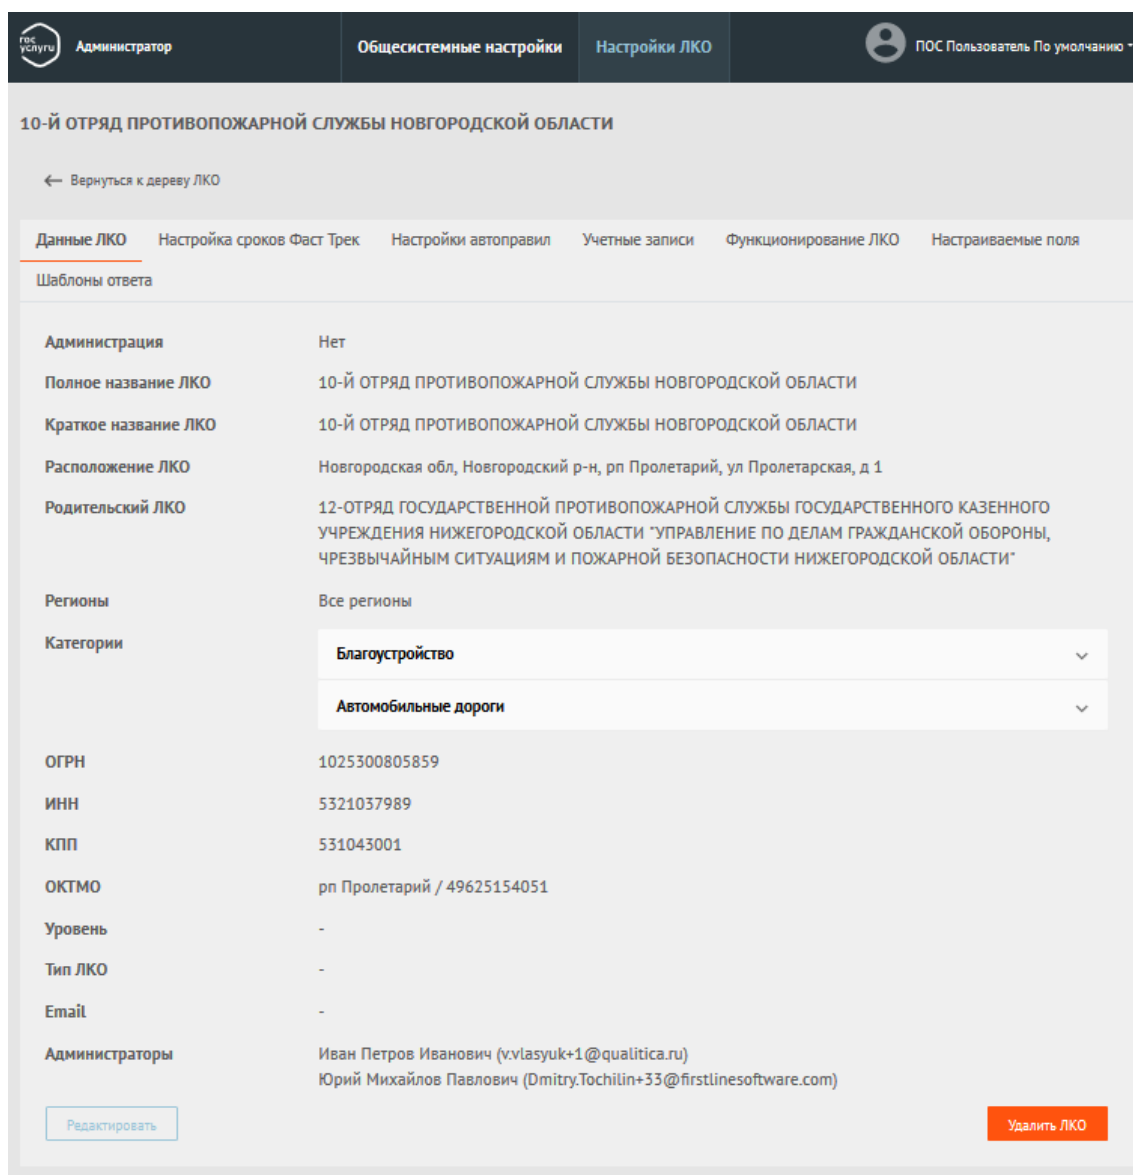 гос услуги Администратор Общесистемные настройки Настройки ЛКО ПОС Пользователь По умолчанию
10-Й ОТРЯД ПРОТИВОПОЖАРНОЙ СЛУЖБЫ НОВГОРОДСКОЙ ОБЛАСТИ
← Вернуться к дереву ЛКО
Данные ЛКО Настройка сроков Фаст Трек Настройки автоправил Учетные записи Функционирование ЛКО Настраиваемые поля
Шаблоны ответа
Администрация Нет
Полное название ЛКО 10-Й ОТРЯД ПРОТИВОПОЖАРНОЙ СЛУЖБЫ НОВГОРОДСКОЙ ОБЛАСТИ
Краткое название ЛКО 10-Й ОТРЯД ПРОТИВОПОЖАРНОЙ СЛУЖБЫ НОВГОРОДСКОЙ ОБЛАСТИ
Расположение ЛКО Новгородская обл, Новгородский р-н, рп Пролетарий, ул Пролетарская, д 1
Родительский ЛКО 12-ОТРЯД ГОСУДАРСТВЕННОЙ ПРОТИВОПОЖАРНОЙ СЛУЖБЫ ГОСУДАРСТВЕННОГО КАЗЕННОГО
УЧРЕЖДЕНИЯ НИЖЕГОРОДСКОЙ ОБЛАСТИ "УПРАВЛЕНИЕ ПО ДЕЛАМ ГРАЖДАНСКОЙ ОБОРОНЫ,
ЧРЕЗВЫЧАЙНЫМ СИТУАЦИЯМ И ПОЖАРНОЙ БЕЗОПАСНОСТИ НИЖЕГОРОДСКОЙ ОБЛАСТИ"
Регионы Все регионы
Категории Благоустройство
Автомобильные дороги
ОГРН 1025300805859
ИНН 5321037989
КПП 531043001
ОКТМО рп Пролетарий / 49625154051
Уровень -
Тип ЛКО -
Email -
Администраторы Иван Петров Иванович (v.vlasyuk+1@qualitica.ru)
Юрий Михайлов Павлович (Dmitry.Tochilin+33@firstlinesoftware.com)
Редактировать Удалить ЛКО